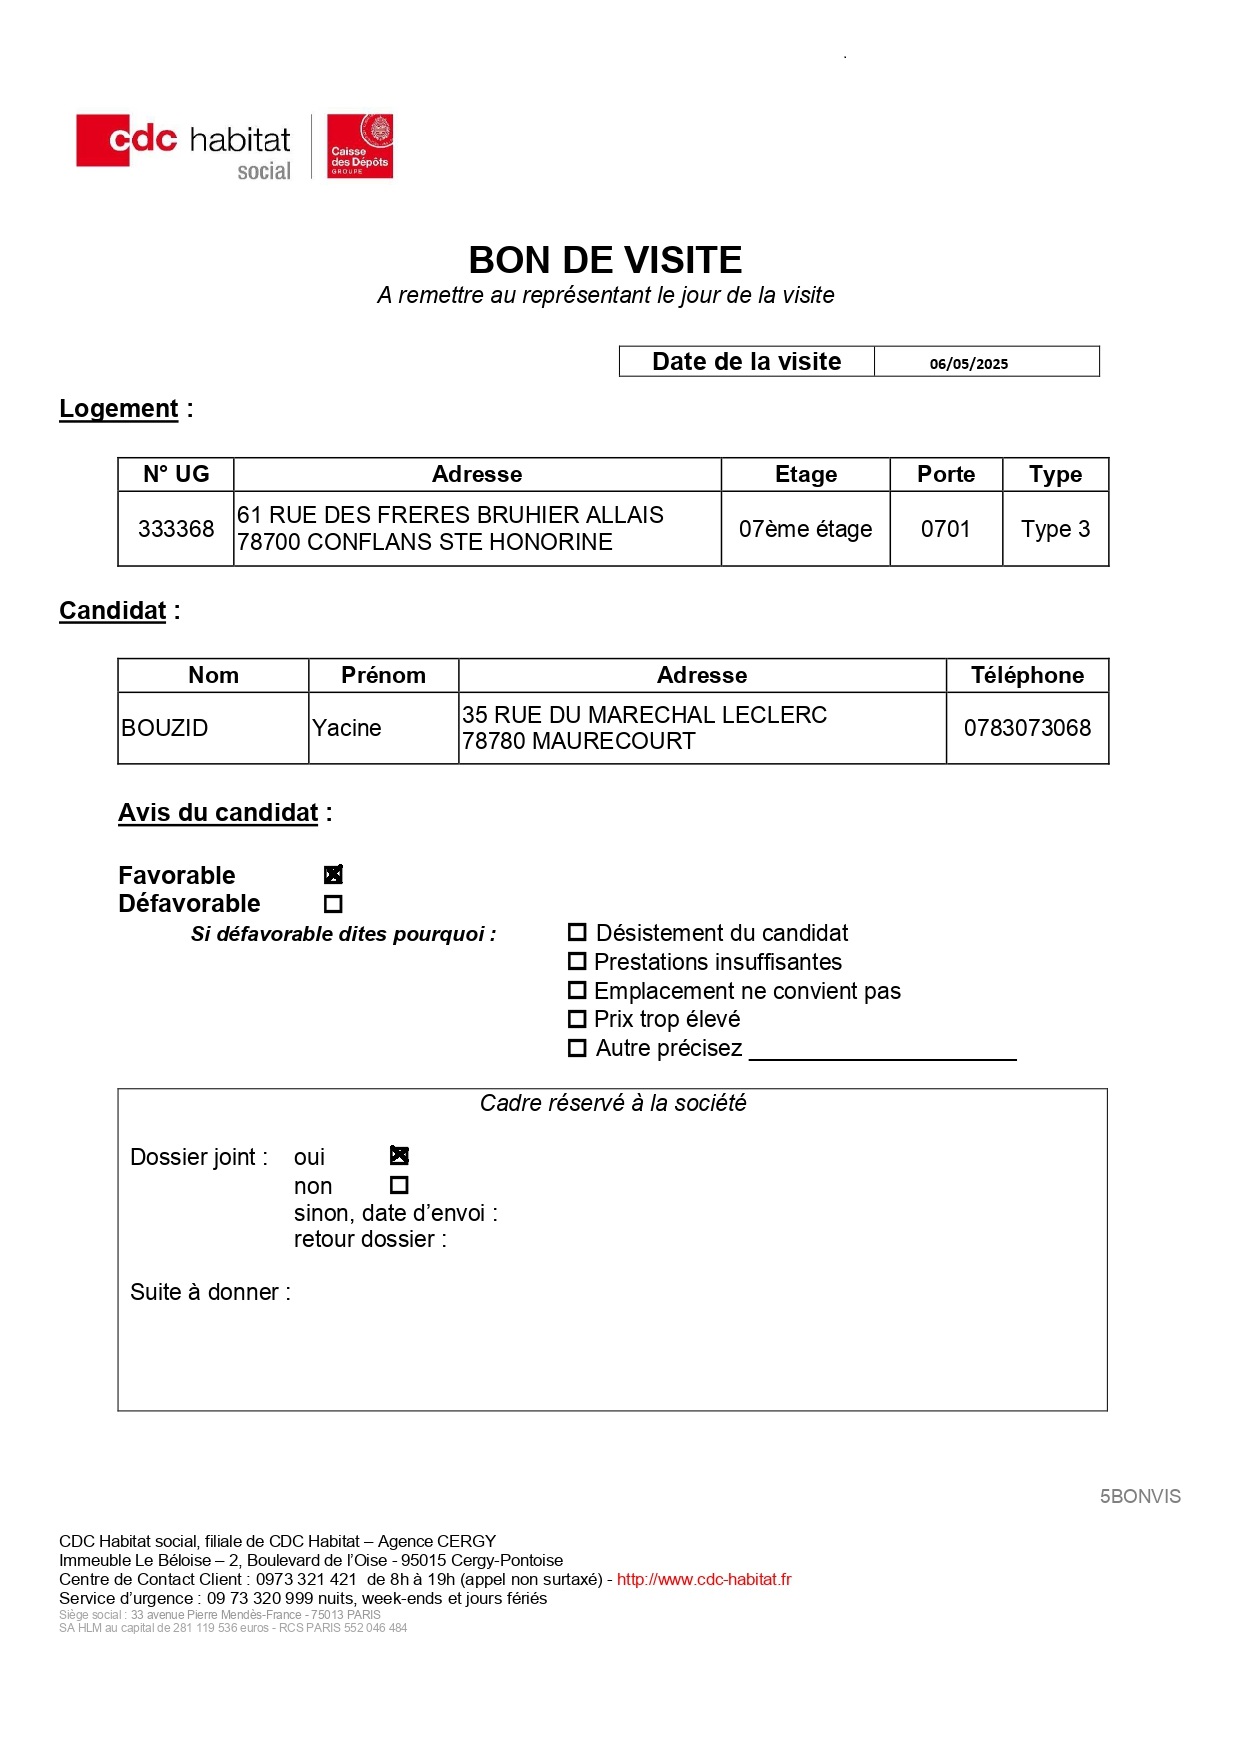 cdc habitat
social
Caisse
des Dépôts
GROUPE
BON DE VISITE
A remettre au représentant le jour de la visite
Date de la visite 06/05/2025
Logement :
N° UG Adresse Etage Porte Type
333368 61 RUE DES FRERES BRUHIER ALLAIS 07ème étage 0701 Type 3
78700 CONFLANS STE HONORINE
Candidat :
Nom Prénom Adresse Téléphone
BOUZID Yacine 35 RUE DU MARECHAL LECLERC 0783073068
78780 MAURECOURT
Avis du candidat :
Favorable
Défavorable
Si défavorable dites pourquoi : Désistement du candidat
Prestations insuffisantes
Emplacement ne convient pas
Prix trop élevé
Autre précisez
Cadre réservé à la société
Dossier joint : oui
non
sinon, date d’envoi :
retour dossier :
Suite à donner :
5BONVIS
CDC Habitat social, filiale de CDC Habitat – Agence CERGY
Immeuble Le Béloise – 2, Boulevard de l’Oise - 95015 Cergy-Pontoise
Centre de Contact Client : 0973 321 421 de 8h à 19h (appel non surtaxé) - http://www.cdc-habitat.fr
Service d’urgence : 09 73 320 999 nuits, week-ends et jours fériés
Siège social : 33 avenue Pierre Mendès-France - 75013 PARIS
SA HLM au capital de 281 119 536 euros - RCS PARIS 552 046 484